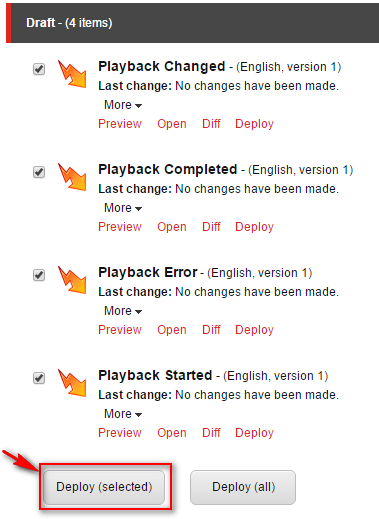 Draft - (4 items)
Playback Changed - (English, version 1)
Last change: No changes have been made.
More
Preview Open Diff Deploy
Playback Completed - (English, version 1)
Last change: No changes have been made.
More
Preview Open Diff Deploy
Playback Error - (English, version 1)
Last change: No changes have been made.
More
Preview Open Diff Deploy
Playback Started - (English, version 1)
Last change: No changes have been made.
More
Preview Open Diff Deploy
Deploy (selected) Deploy (all)